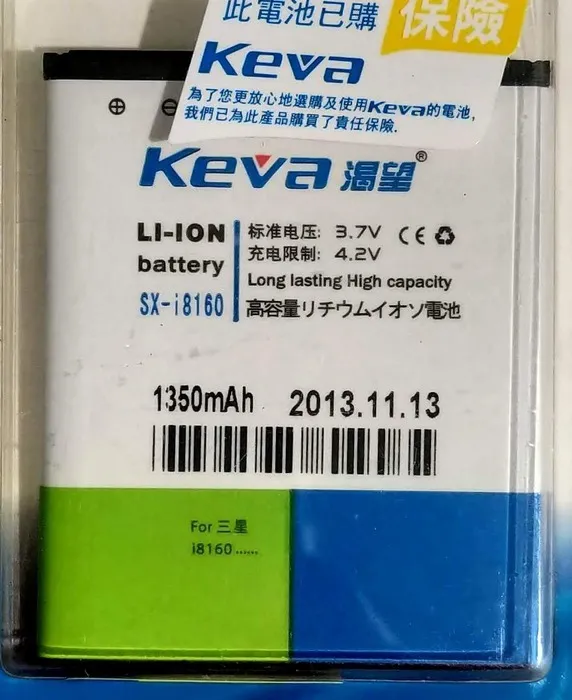 此電池已購
保險
Keva
為了您更放心地選購及使用Keva的電池,
我們已為此產品購買了責任保險.
Keva 渴望®
LI-ION
battery
SX-i8160
标准电压: 3.7V
充电限制: 4.2V
CE
Long lasting High capacity
高容量リチウムイオン電池
1350mAh 2013.11.13
For 三星
i8160......